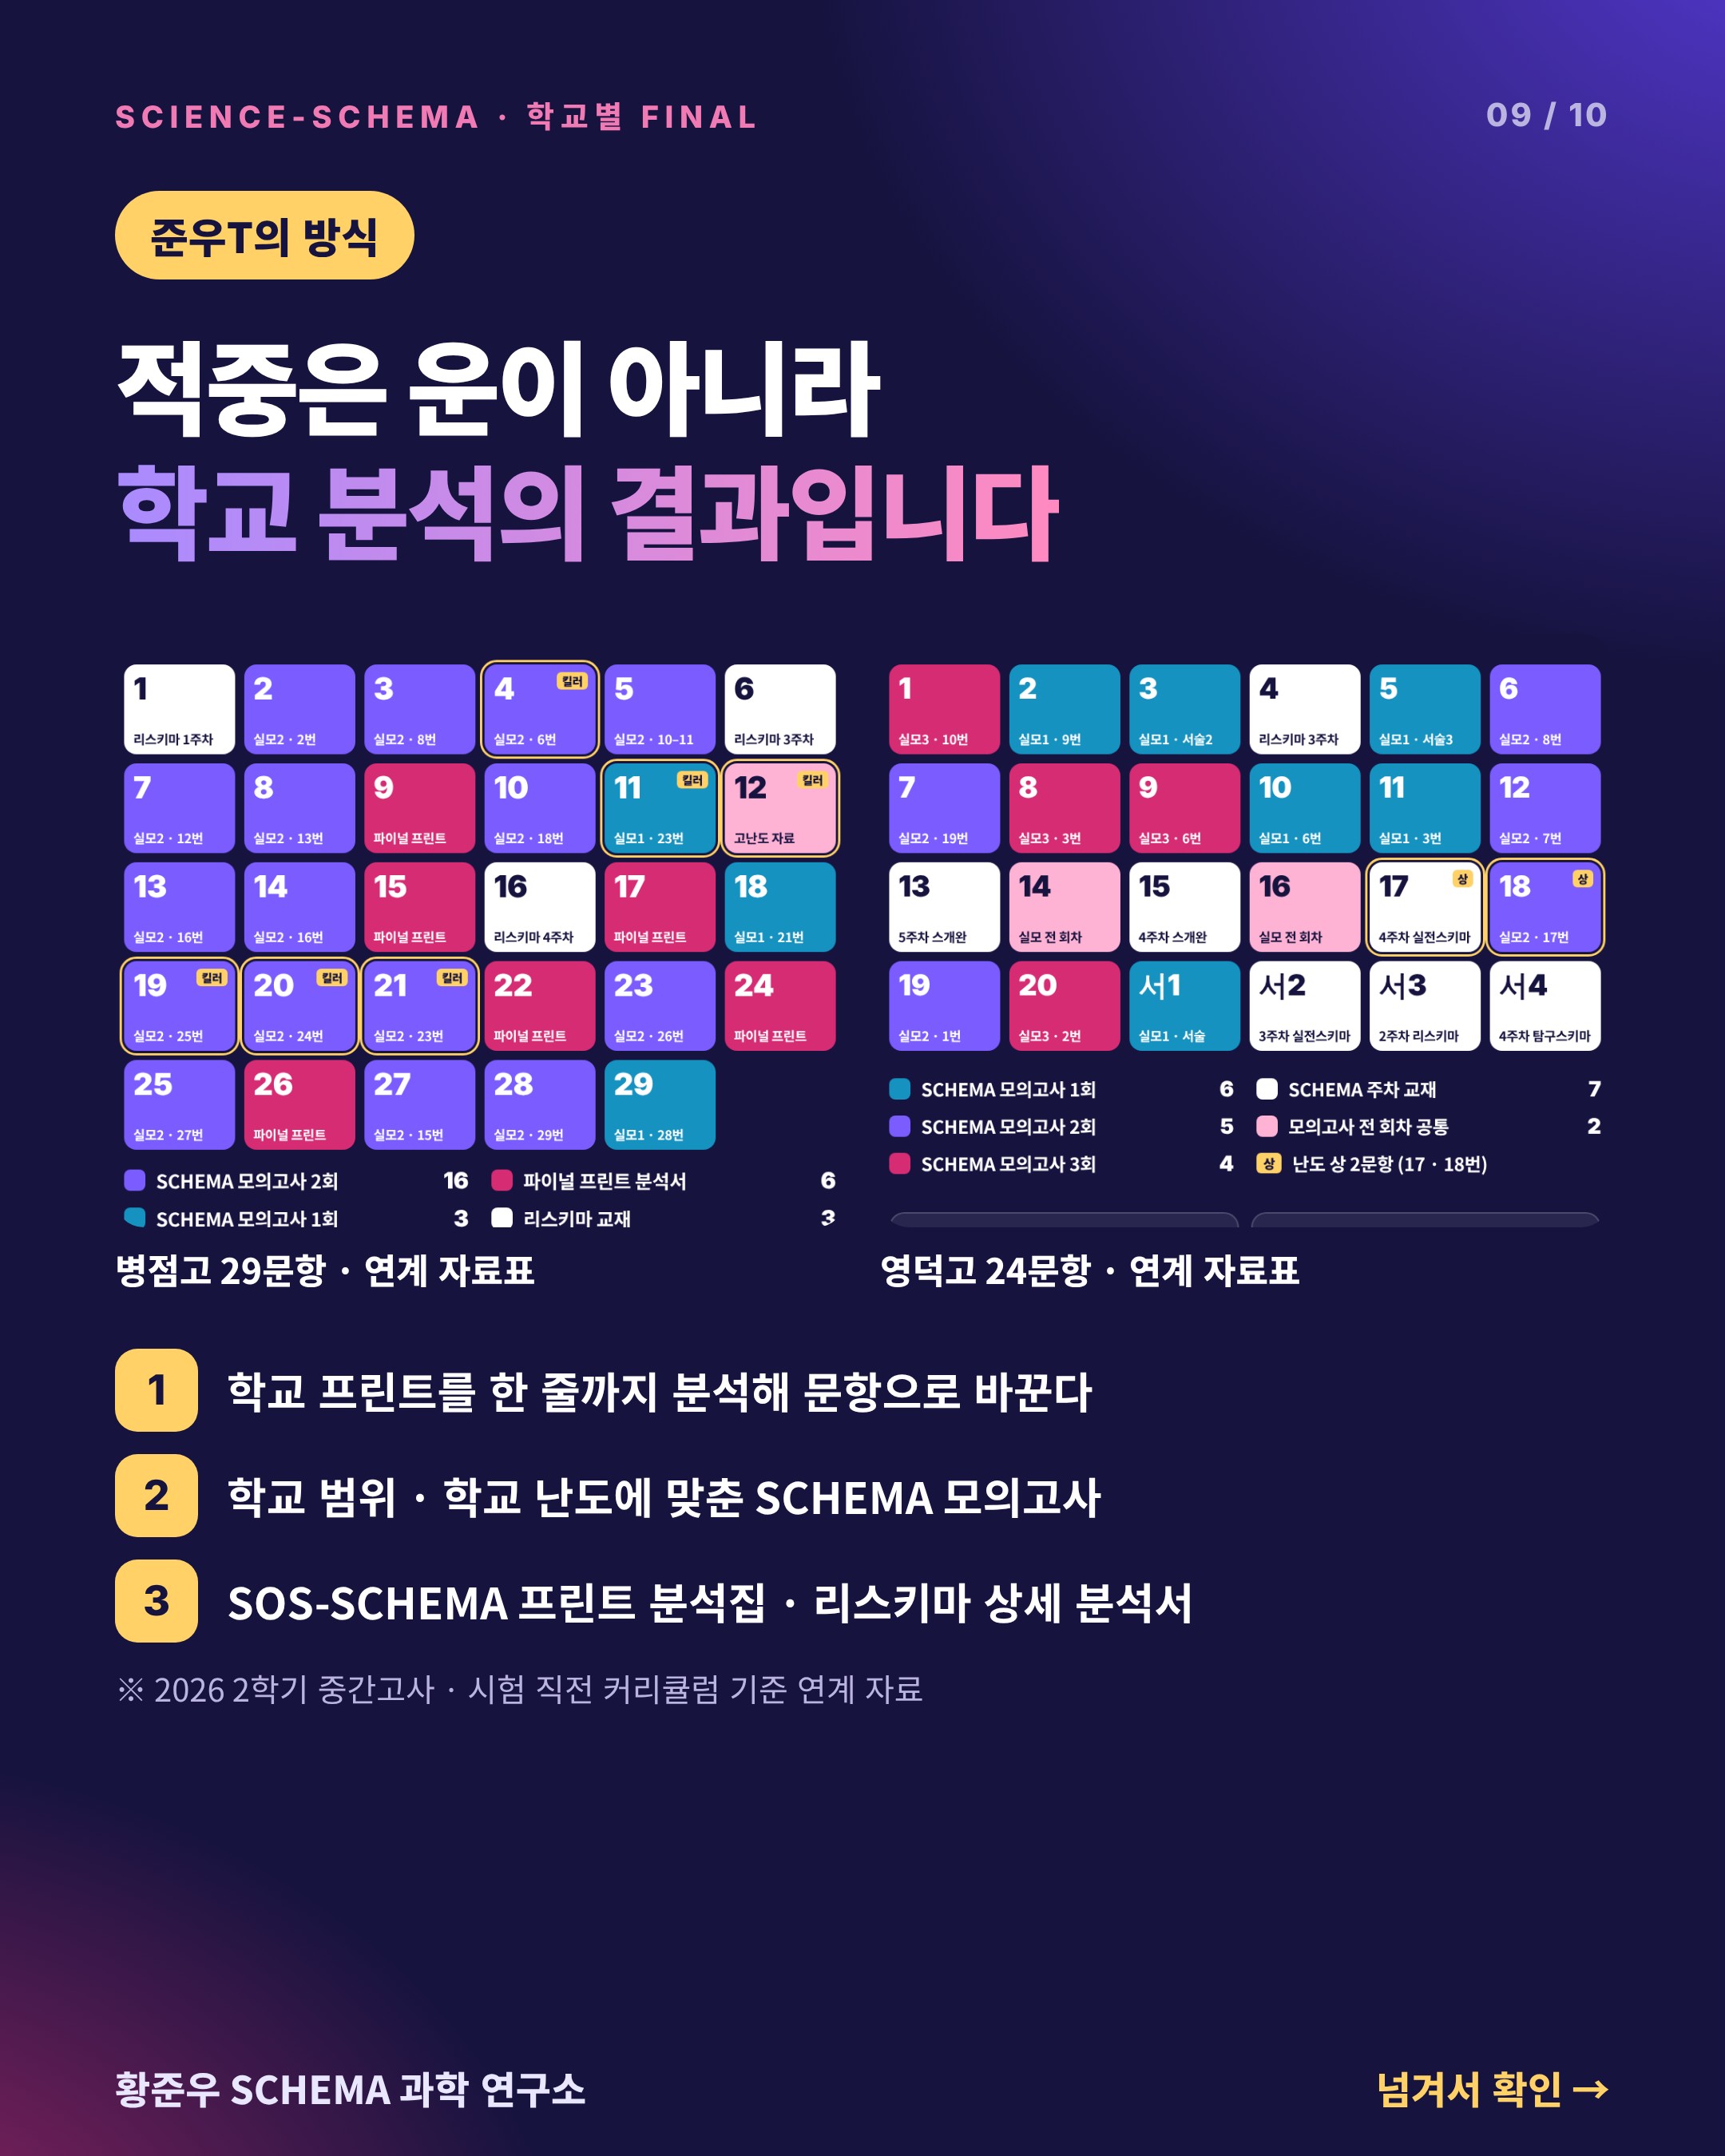 SCIENCE-SCHEMA · 학교별 FINAL
09 / 10
준우T의 방식
적중은 운이 아니라
학교 분석의 결과입니다
1
리스키마 1주차
2
실모2 · 2번
3
실모2 · 8번
4 킬러
실모2 · 6번
5
실모2 · 10-11
6
리스키마 3주차
7
실모2 · 12번
8
실모2 · 13번
9
파이널 프린트
10
실모2 · 18번
11 킬러
실모1 · 23번
12 킬러
고난도 자료
13
실모2 · 16번
14
실모2 · 16번
15
파이널 프린트
16
리스키마 4주차
17
파이널 프린트
18
실모1 · 21번
19 킬러
실모2 · 25번
20 킬러
실모2 · 24번
21 킬러
실모2 · 23번
22
파이널 프린트
23
실모2 · 26번
24
파이널 프린트
25
실모2 · 27번
26
파이널 프린트
27
실모2 · 15번
28
실모2 · 29번
29
실모1 · 28번
SCHEMA 모의고사 2회 16
파이널 프린트 분석서 6
SCHEMA 모의고사 1회 3
리스키마 교재 3
병점고 29문항 · 연계 자료표
1
실모3 · 10번
2
실모1 · 9번
3
실모1 · 서술2
4
리스키마 3주차
5
실모1 · 서술3
6
실모2 · 8번
7
실모2 · 19번
8
실모3 · 3번
9
실모3 · 6번
10
실모1 · 6번
11
실모1 · 3번
12
실모2 · 7번
13
5주차 스개완
14
실모 전 회차
15
4주차 스개완
16
실모 전 회차
17 상
4주차 실전스키마
18 상
실모2 · 17번
19
실모2 · 1번
20
실모3 · 2번
서1
실모1 · 서술
서2
3주차 실전스키마
서3
2주차 리스키마
서4
4주차 탐구스키마
SCHEMA 모의고사 1회 6
SCHEMA 주차 교재 7
SCHEMA 모의고사 2회 5
모의고사 전 회차 공통 2
SCHEMA 모의고사 3회 4
상 난도 상 2문항 (17 · 18번)
영덕고 24문항 · 연계 자료표
1 학교 프린트를 한 줄까지 분석해 문항으로 바꾼다
2 학교 범위 · 학교 난도에 맞춘 SCHEMA 모의고사
3 SOS-SCHEMA 프린트 분석집 · 리스키마 상세 분석서
※ 2026 2학기 중간고사 · 시험 직전 커리큘럼 기준 연계 자료
황준우 SCHEMA 과학 연구소
넘겨서 확인 →